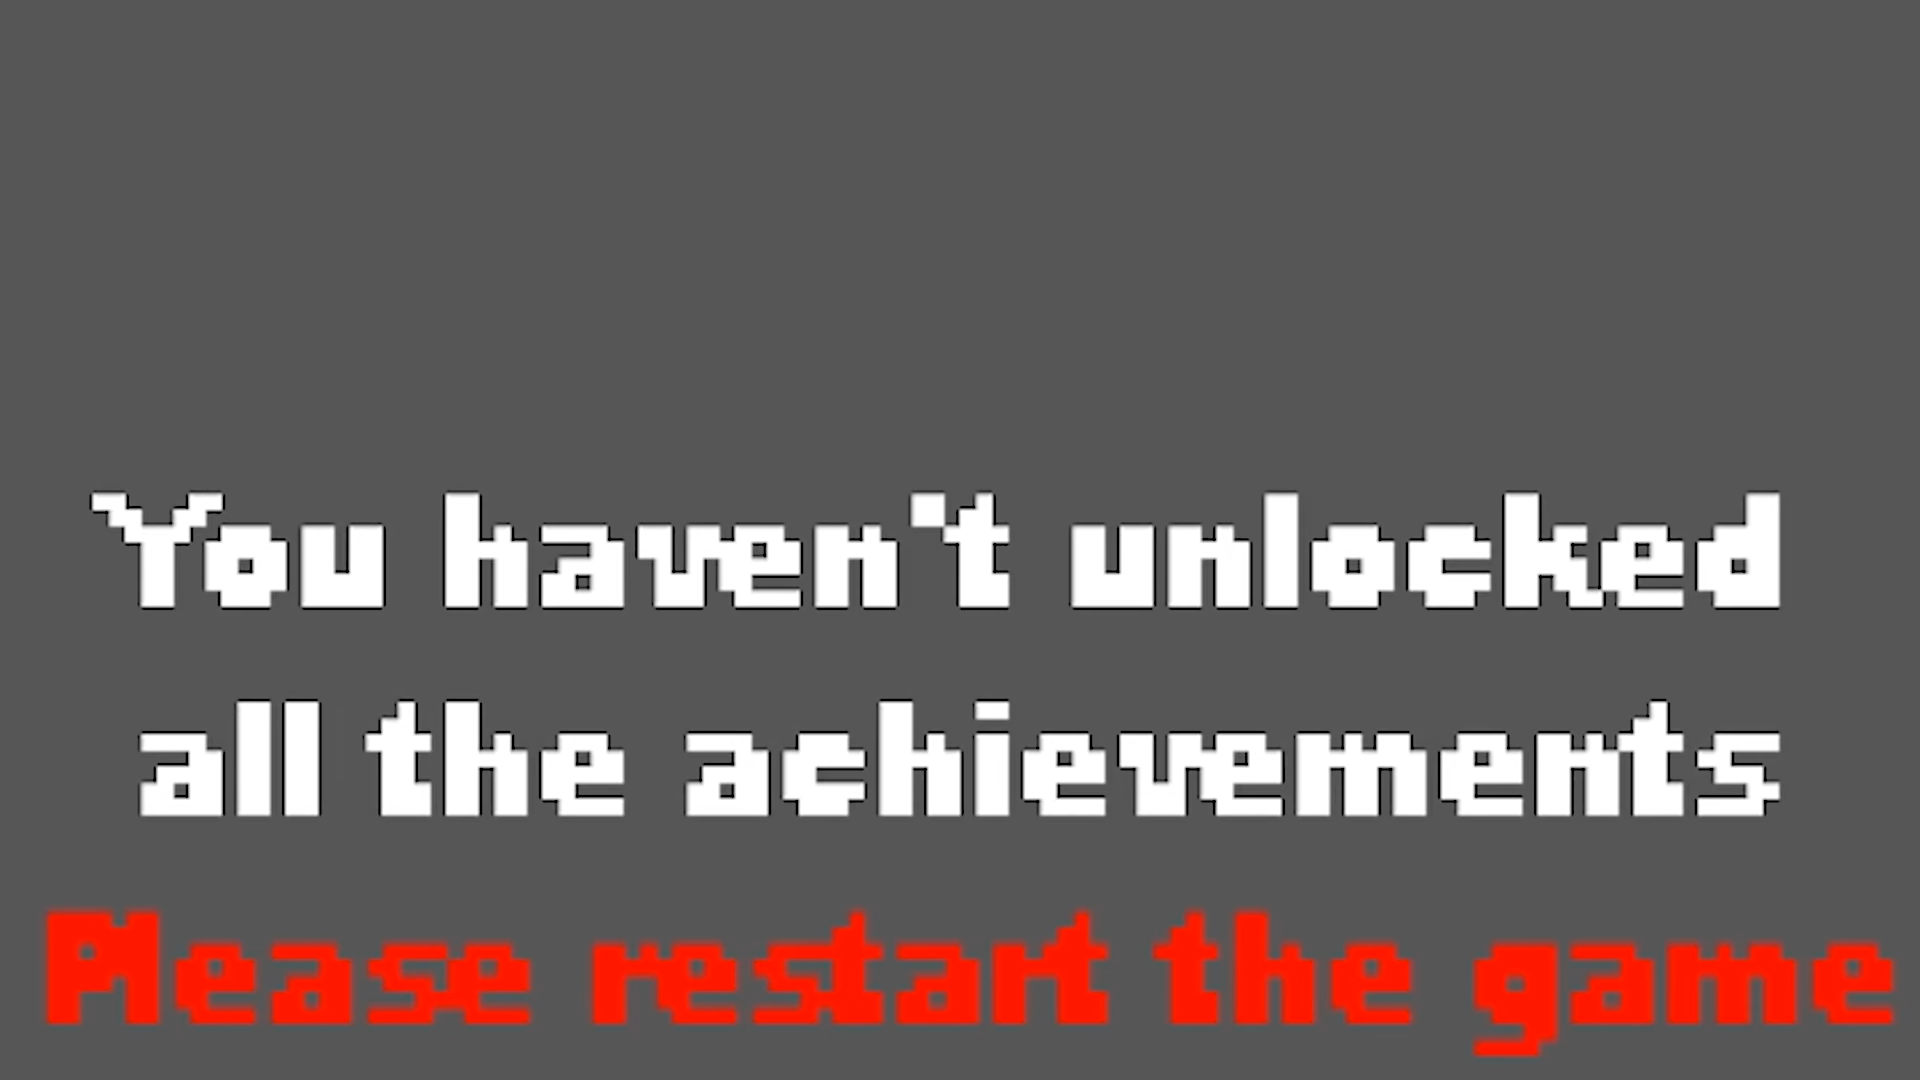 You haven't unlocked
all the achievements
Please restart the game